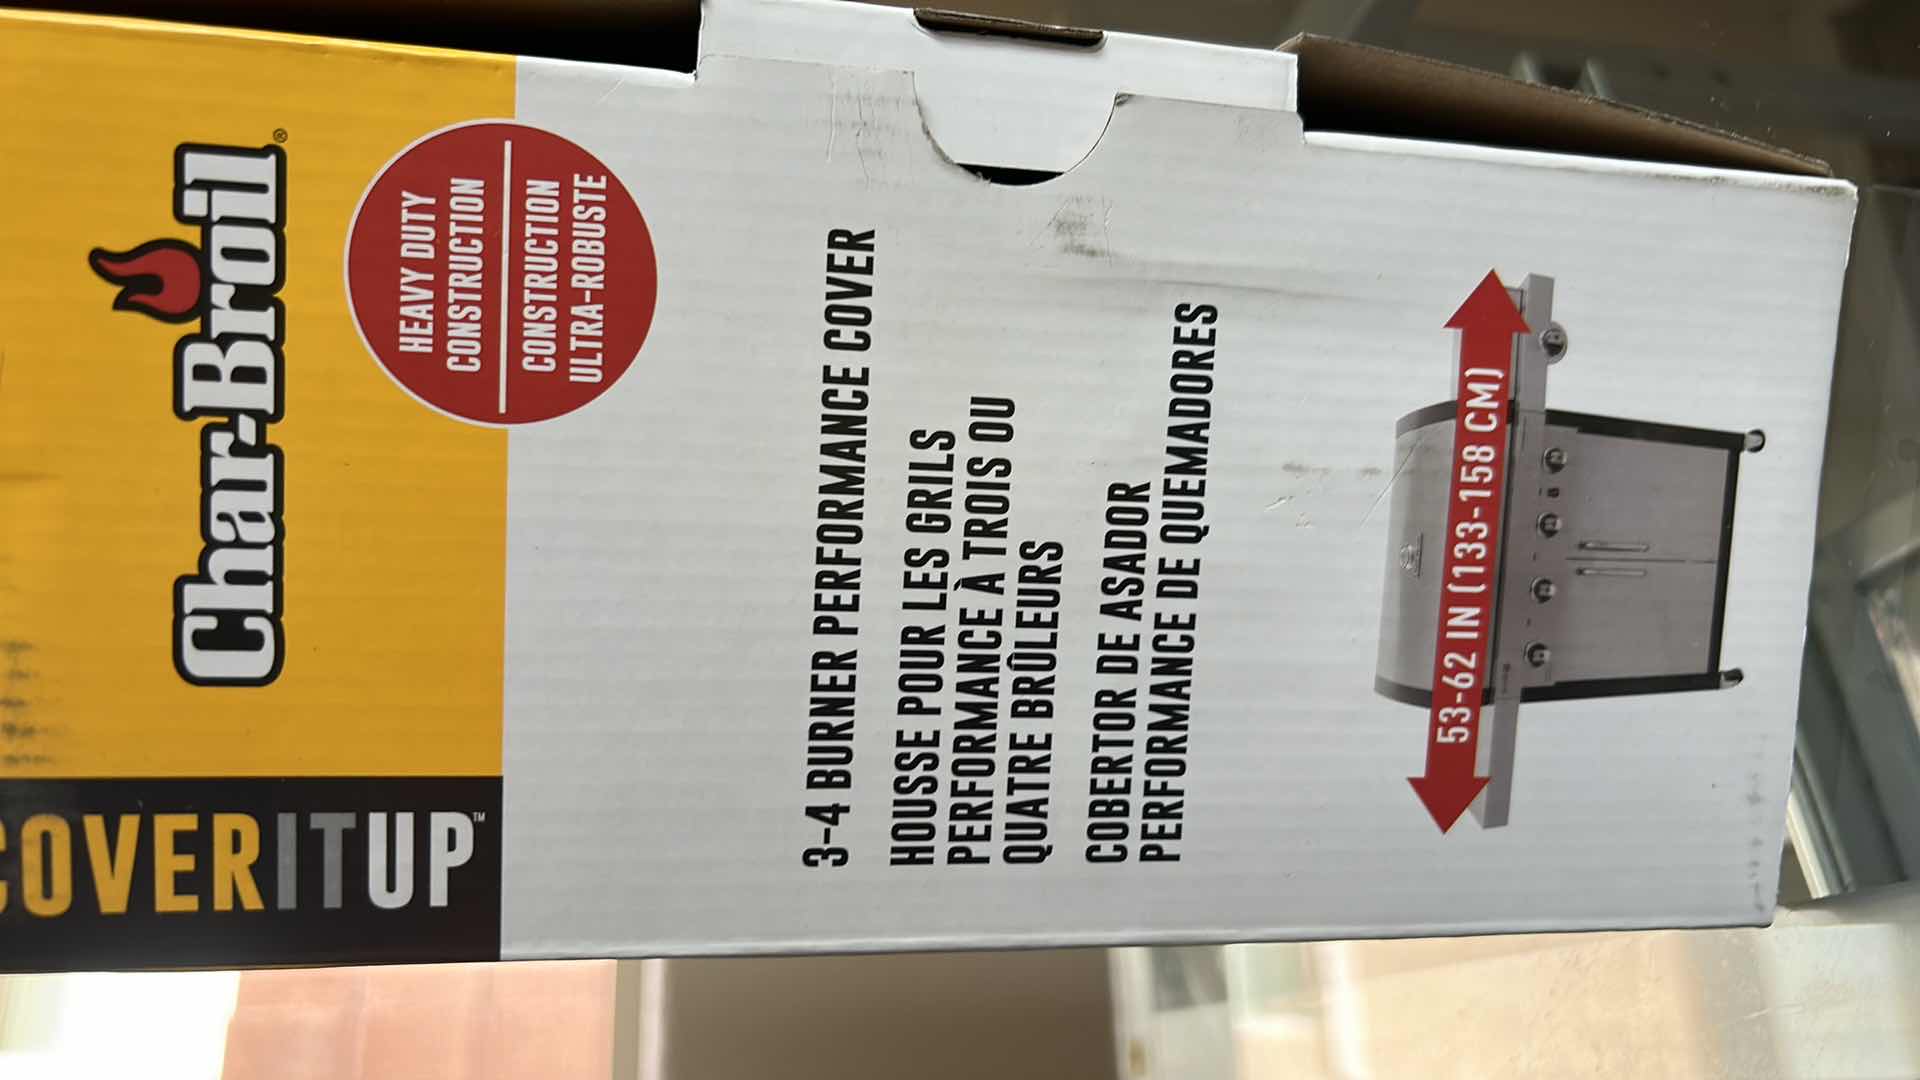 Char-Broil®
HEAVY DUTY
CONSTRUCTION
CONSTRUCTION
ULTRA-ROBUSTE
COVERITUP™
3-4 BURNER PERFORMANCE COVER
HOUSSE POUR LES GRILS
PERFORMANCE À TROIS OU
QUATRE BRÛLEURS
COBERTOR DE ASADOR
PERFORMANCE DE QUEMADORES
53-62 IN (133-158 CM)